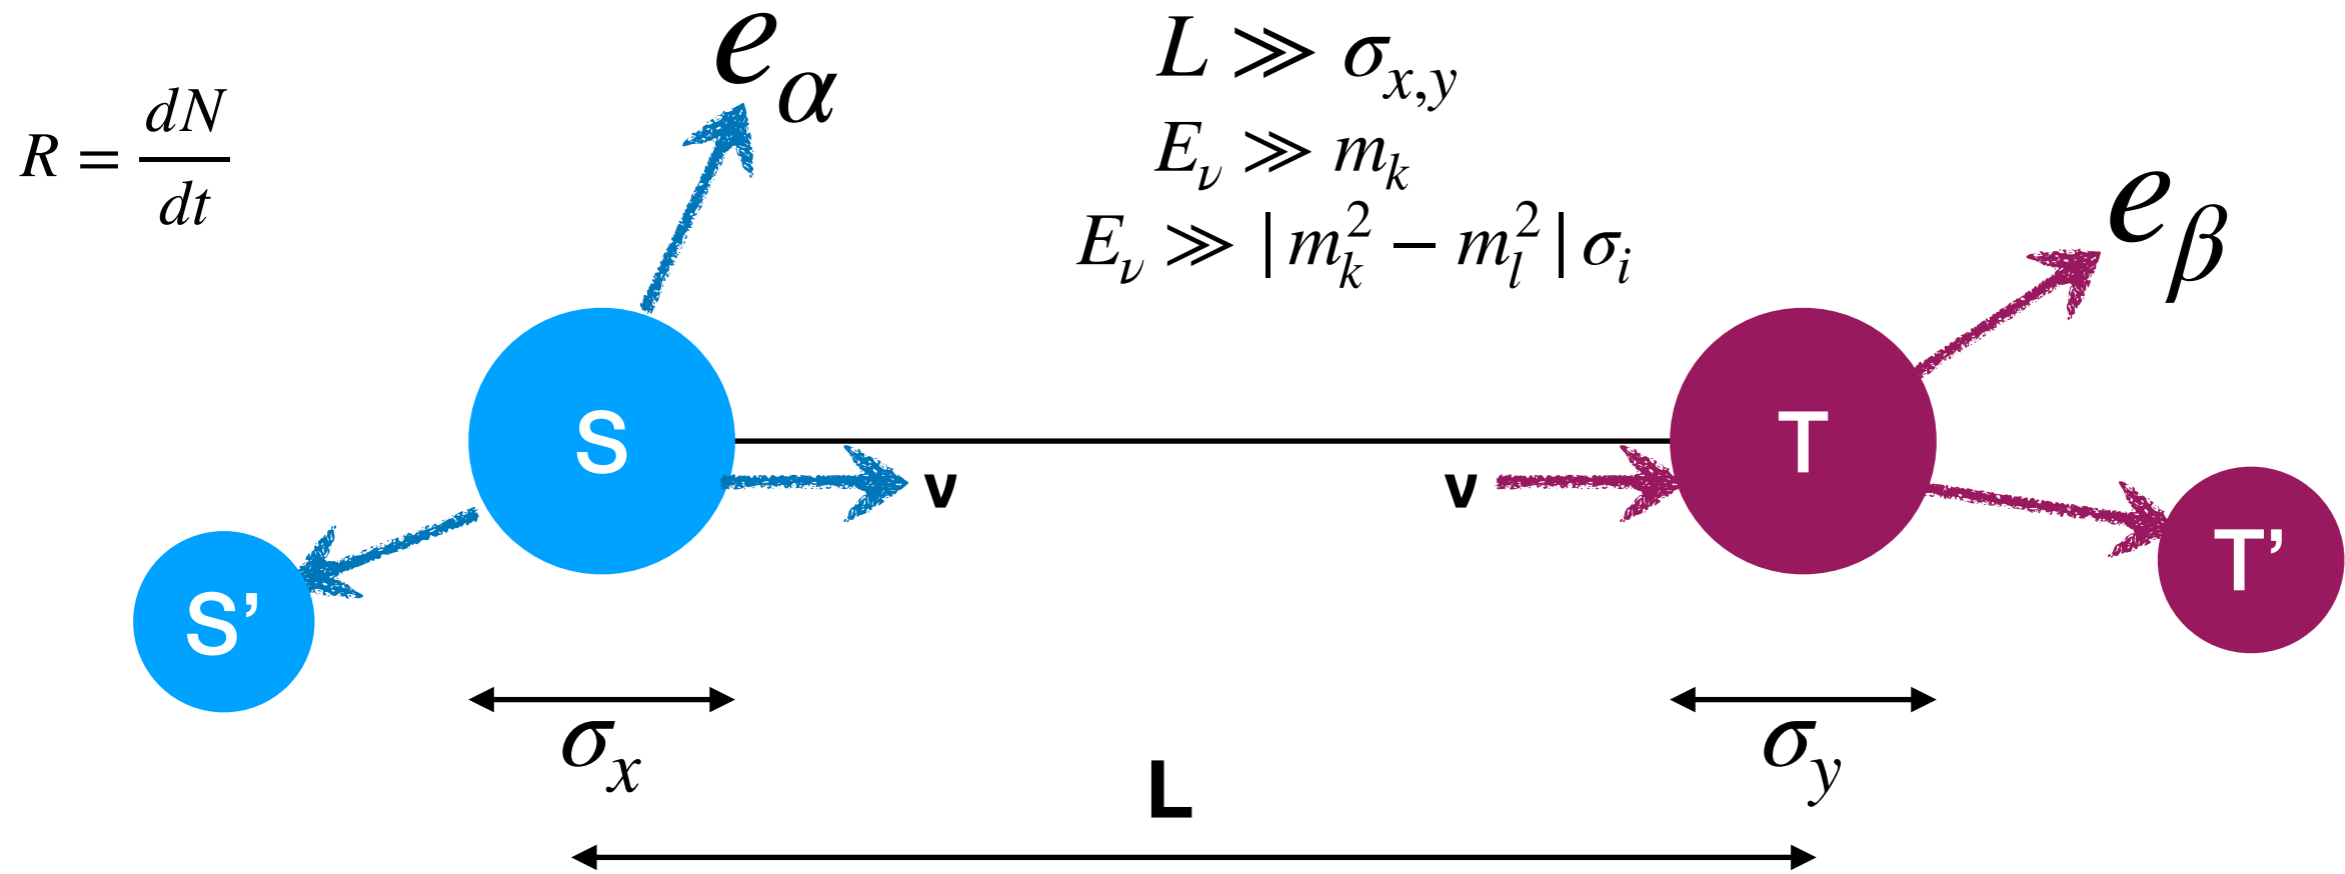 R = dN/dt
e_α
L ≫ σ_{x,y}
E_ν ≫ m_k
E_ν ≫ |m_k^2 − m_l^2| σ_i
e_β
S
ν
ν
T
S’
T’
σ_x
σ_y
L